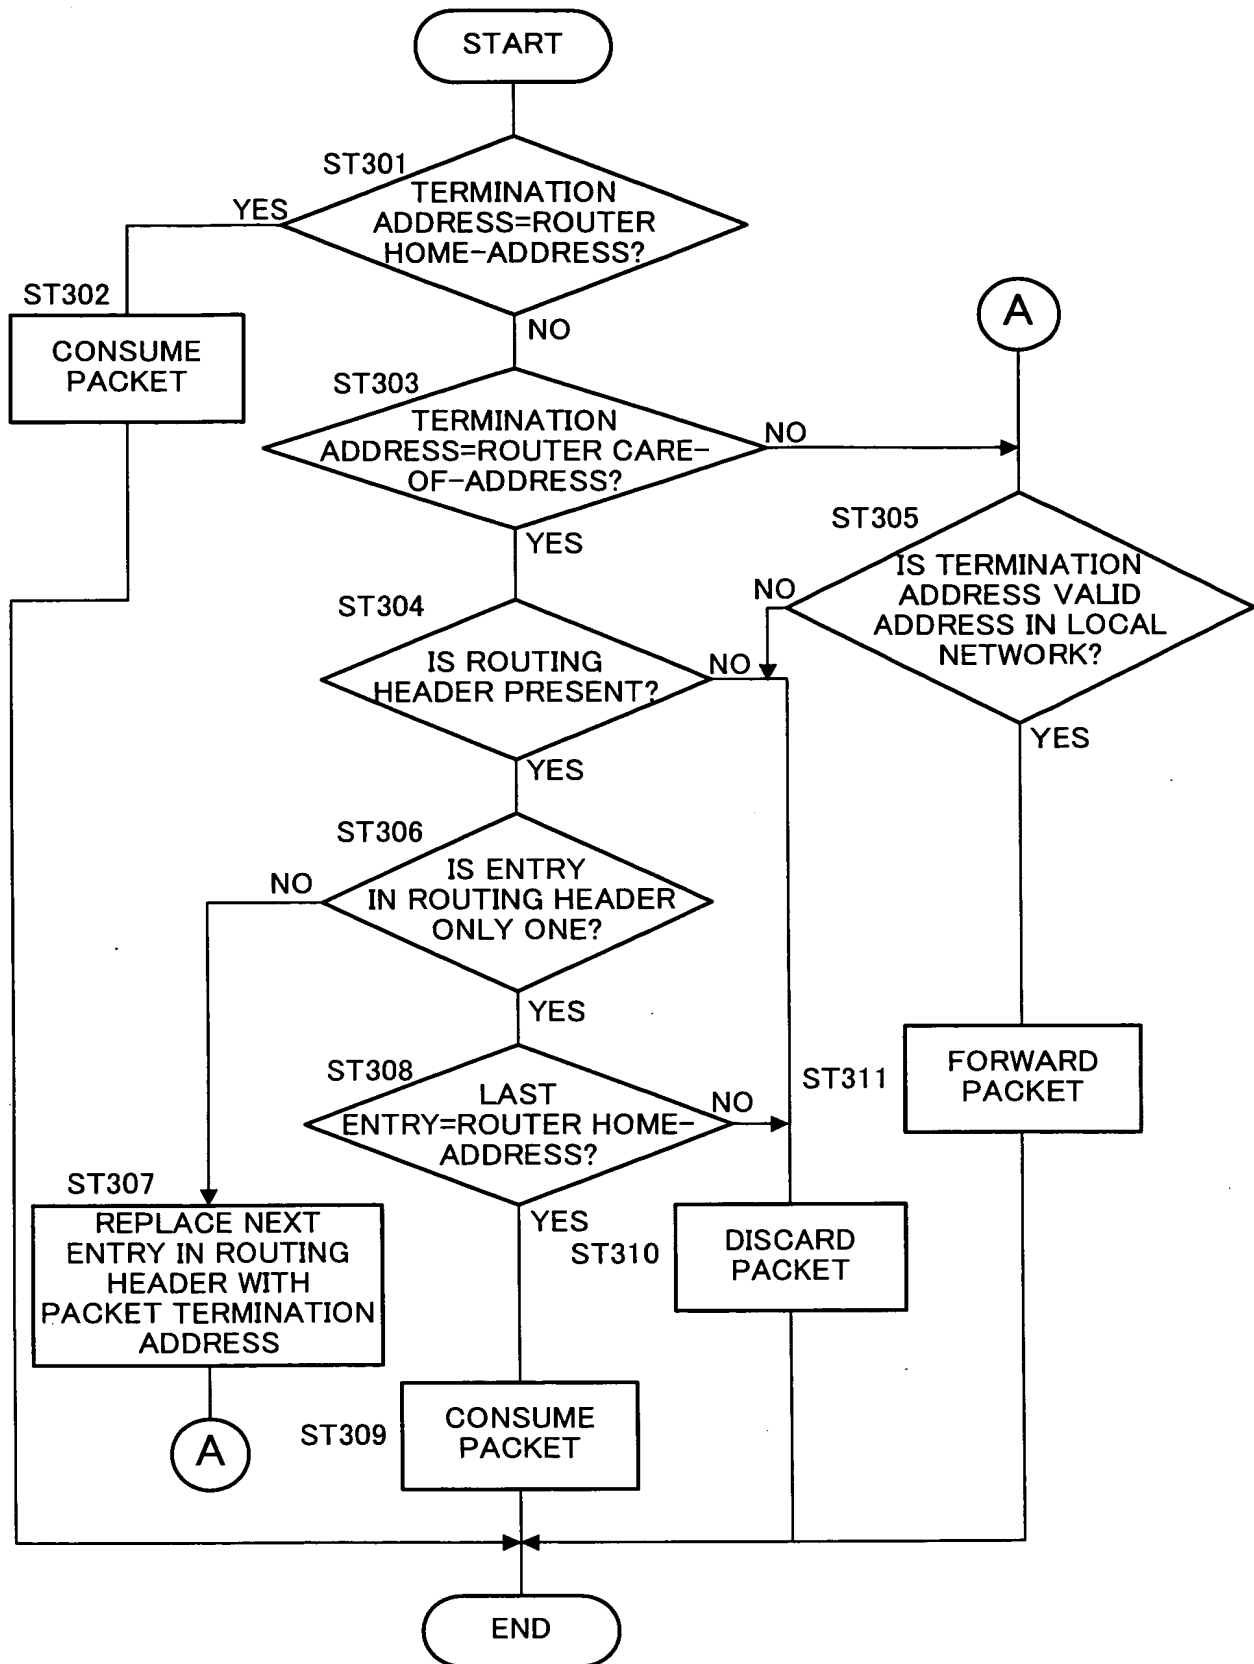 START
ST301
TERMINATION
ADDRESS=ROUTER
HOME-ADDRESS?
YES
NO
ST302
CONSUME
PACKET
A
ST303
TERMINATION
ADDRESS=ROUTER CARE-
OF-ADDRESS?
NO
YES
ST305
IS TERMINATION
ADDRESS VALID
ADDRESS IN LOCAL
NETWORK?
NO
YES
ST304
IS ROUTING
HEADER PRESENT?
NO
YES
ST306
IS ENTRY
IN ROUTING HEADER
ONLY ONE?
NO
YES
ST308
LAST
ENTRY=ROUTER HOME-
ADDRESS?
NO
YES
ST311
FORWARD
PACKET
ST307
REPLACE NEXT
ENTRY IN ROUTING
HEADER WITH
PACKET TERMINATION
ADDRESS
ST310
DISCARD
PACKET
A
ST309
CONSUME
PACKET
END